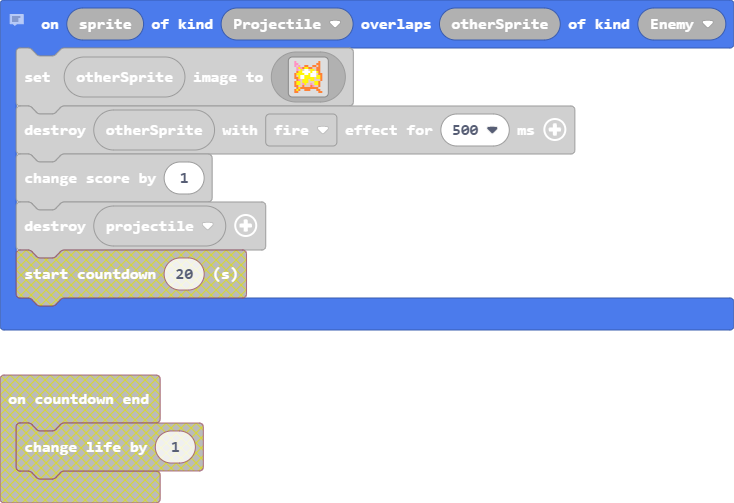 on sprite of kind Projectile overlaps otherSprite of kind Enemy
set otherSprite image to
destroy otherSprite with fire effect for 500 ms
change score by 1
destroy projectile
start countdown 20 (s)
on countdown end
change life by 1